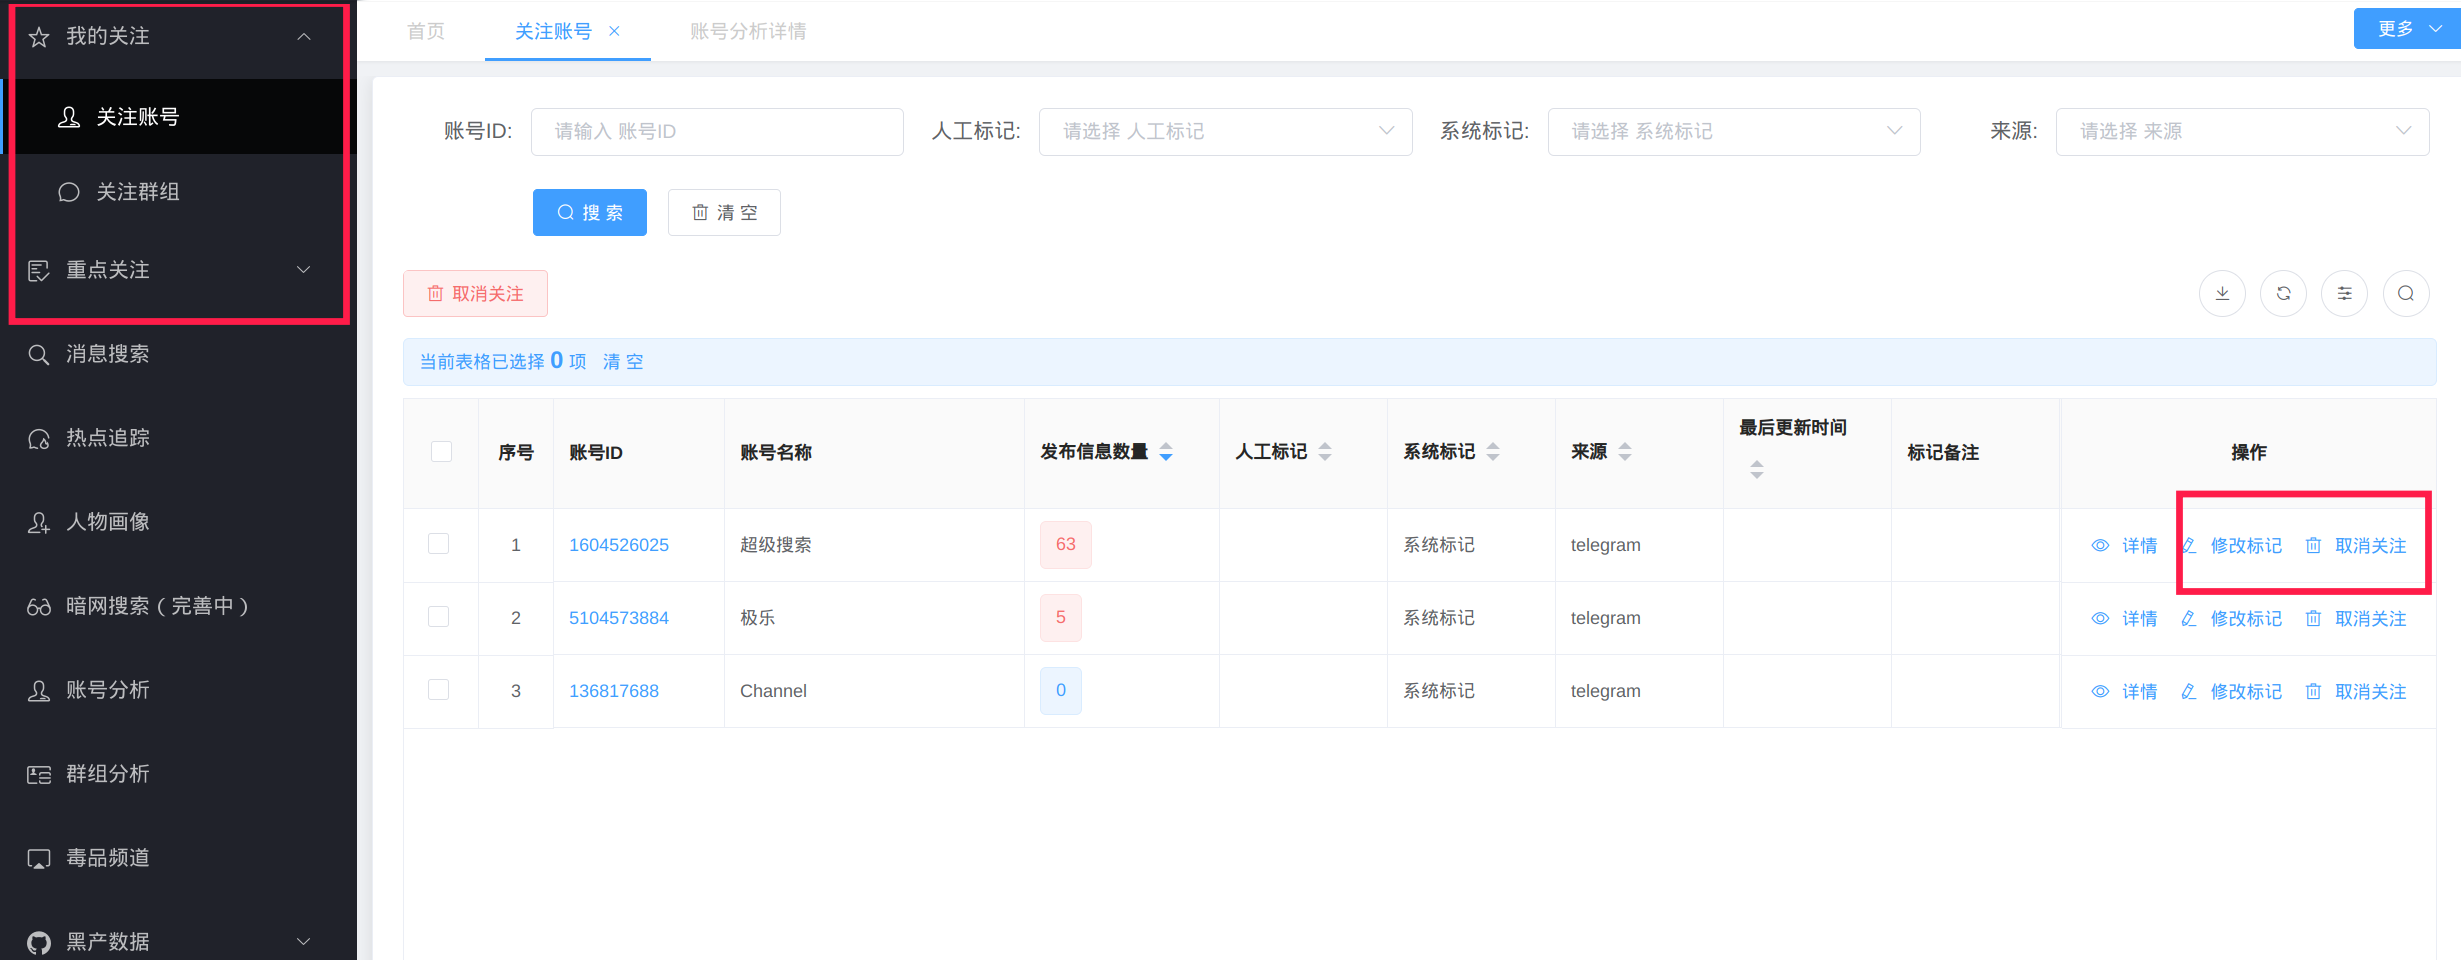 我的关注
关注账号
关注群组
重点关注
消息搜索
热点追踪
人物画像
暗网搜索（完善中）
账号分析
群组分析
毒品频道
黑产数据
首页 关注账号 账号分析详情 更多
账号ID: 请输入 账号ID 人工标记: 请选择 人工标记 系统标记: 请选择 系统标记 来源: 请选择 来源
搜 索 清 空
取消关注
当前表格已选择 0 项 清 空
序号 账号ID 账号名称 发布信息数量 人工标记 系统标记 来源 最后更新时间 标记备注 操作
1 1604526025 超级搜索 63 系统标记 telegram 详情 修改标记 取消关注
2 5104573884 极乐 5 系统标记 telegram 详情 修改标记 取消关注
3 136817688 Channel 0 系统标记 telegram 详情 修改标记 取消关注